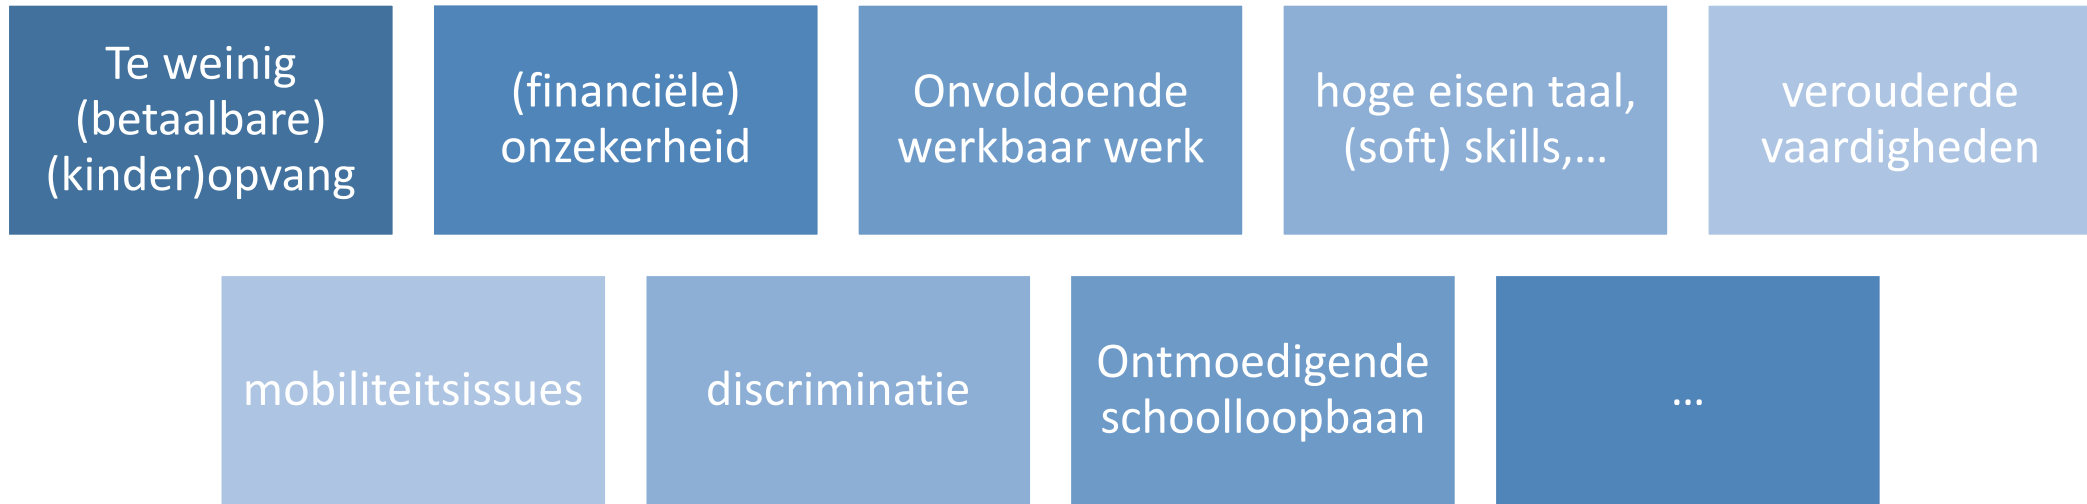 Te weinig
(betaalbare)
(kinder)opvang
(financiële)
onzekerheid
Onvoldoende
werkbaar werk
hoge eisen taal,
(soft) skills,...
verouderde
vaardigheden
mobiliteitsissues
discriminatie
Ontmoedigende
schoolloopbaan
...